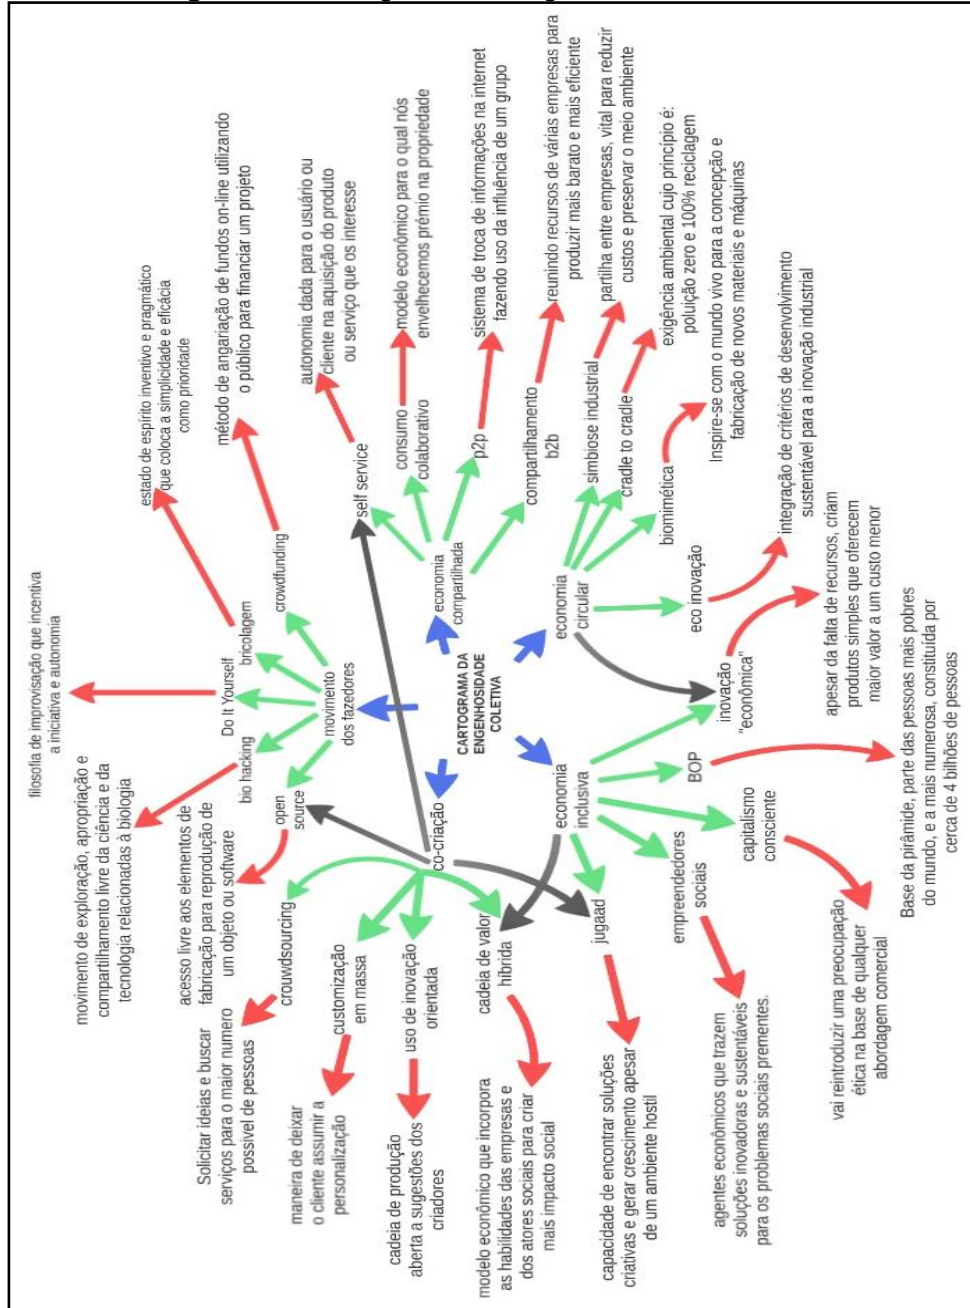 filosofia de improvisação que incentiva
a iniciativa e autonomia
estado de espírito inventivo e pragmático
que coloca a simplicidade e eficácia
como prioridade
método de angariação de fundos on-line utilizando
o público para financiar um projeto
autonomia dada para o usuário ou
cliente na aquisição do produto
ou serviço que os interesse
modelo econômico para o qual nós
envelhecemos prémio na propriedade
sistema de troca de informações na internet
fazendo uso da influência de um grupo
reunindo recursos de várias empresas para
produzir mais barato e mais eficiente
partilha entre empresas, vital para reduzir
custos e preservar o meio ambiente
exigência ambiental cujo princípio é:
poluição zero e 100% reciclagem
Inspire-se com o mundo vivo para a concepção e
fabricação de novos materiais e máquinas
integração de critérios de desenvolvimento
sustentável para a inovação industrial
apesar da falta de recursos, criam
produtos simples que oferecem
maior valor a um custo menor
Base da pirâmide, parte das pessoas mais pobres
do mundo, e a mais numerosa, constituída por
cerca de 4 bilhões de pessoas
vai reintroduzir uma preocupação
ética na base de qualquer
abordagem comercial
agentes econômicos que trazem
soluções inovadoras e sustentáveis
para os problemas sociais prementes.
capacidade de encontrar soluções
criativas e gerar crescimento apesar
de um ambiente hostil
modelo econômico que incorpora
as habilidades das empresas e
dos atores sociais para criar
mais impacto social
cadeia de produção
aberta a sugestões dos
criadores
maneira de deixar
o cliente assumir a
personalização
Solicitar ideias e buscar
serviços para o maior numero
possivel de pessoas
acesso livre aos elementos de
fabricação para reprodução de
um objeto ou software
movimento de exploração, apropriação e
compartilhamento livre da ciência e da
tecnologia relacionadas à biologia
bio hacking
Do It Yourself
bricolagem
crowdfunding
open
source
movimento
dos fazedores
self service
consumo
colaborativo
p2p
compartilhamento
b2b
economia
compartilhada
CARTOGRAMA DA
ENGENHOSIDADE
COLETIVA
co-criação
crouwdsourcing
customização
em massa
uso de inovação
orientada
cadeia de valor
hibrida
jugaad
economia
inclusiva
empreendedores
sociais
capitalismo
consciente
BOP
inovação
"econômica"
economia
circular
simbiose industrial
cradle to cradle
biomimética
eco inovação